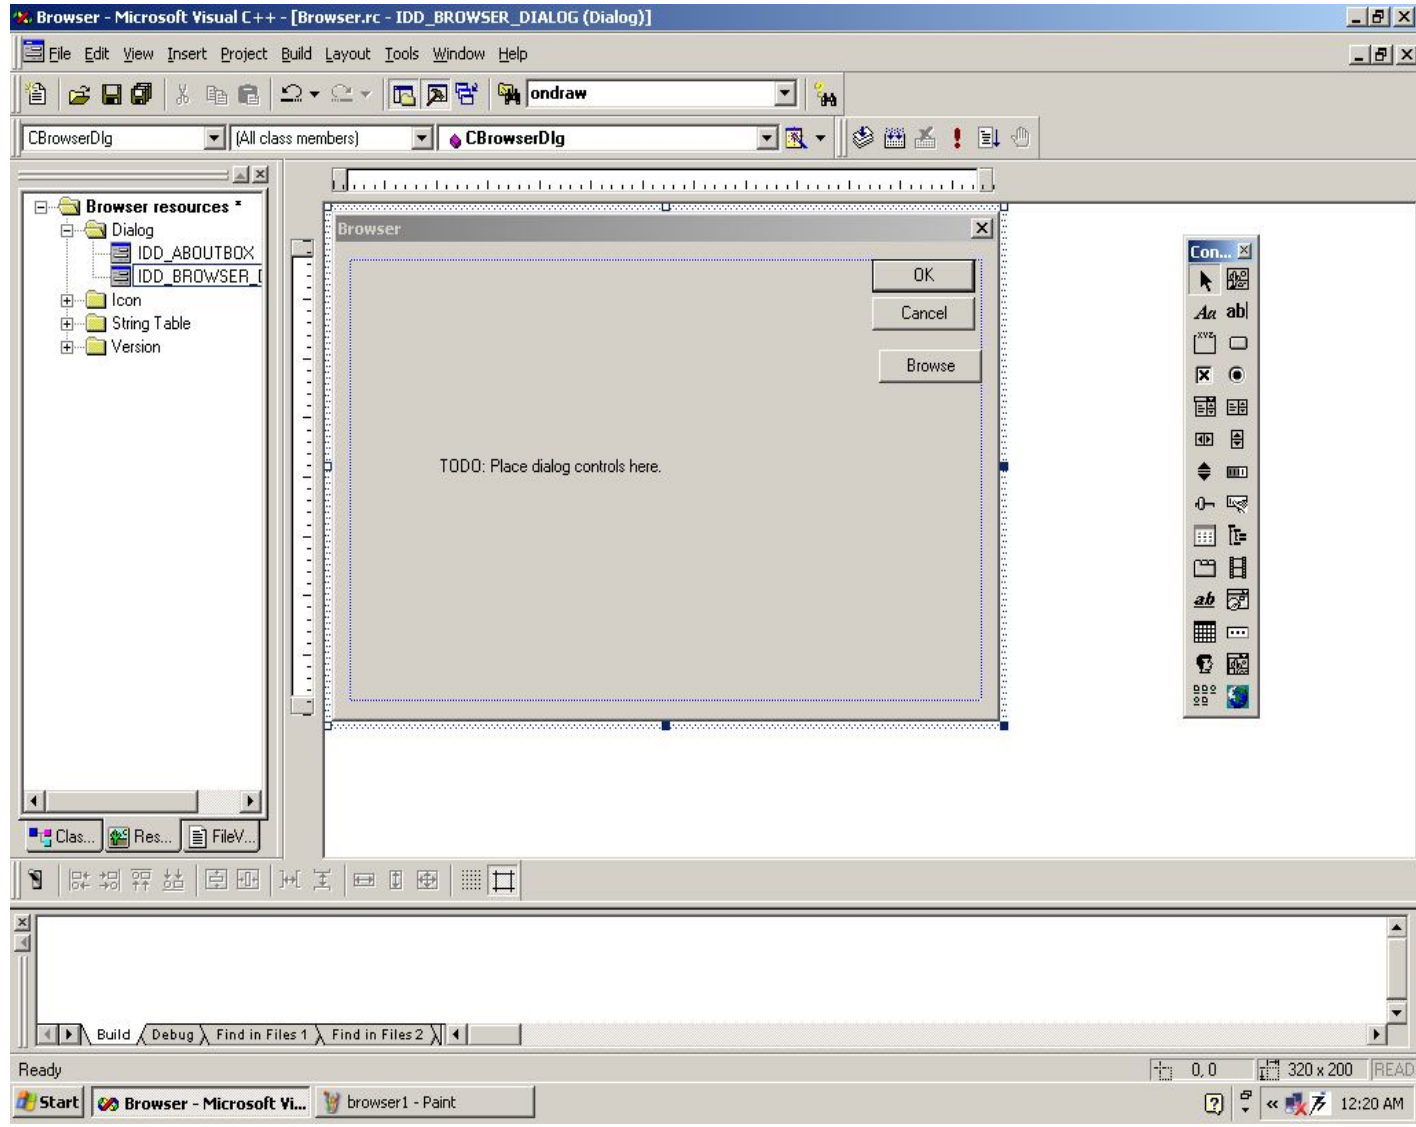 Browser - Microsoft Visual C++ - [Browser.rc - IDD_BROWSER_DIALOG (Dialog)]
File Edit View Insert Project Build Layout Tools Window Help
ondraw
CBrowserDlg (All class members) CBrowserDlg
Browser resources *
Dialog
IDD_ABOUTBOX
IDD_BROWSER_D
Icon
String Table
Version
Browser
OK
Cancel
Browse
TODO: Place dialog controls here.
Con...
Aa ab|
XYZ
ab
Clas... Res... FileV...
Build Debug Find in Files 1 Find in Files 2
Ready 0, 0 320 x 200 READ
Start Browser - Microsoft Vi... browser1 - Paint « 12:20 AM